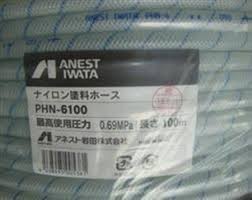 ANEST
IWATA
ナイロン塗料ホース
PHN-6100
最高使用圧力 0.69MPa 長さ 100m
アネスト岩田株式会社